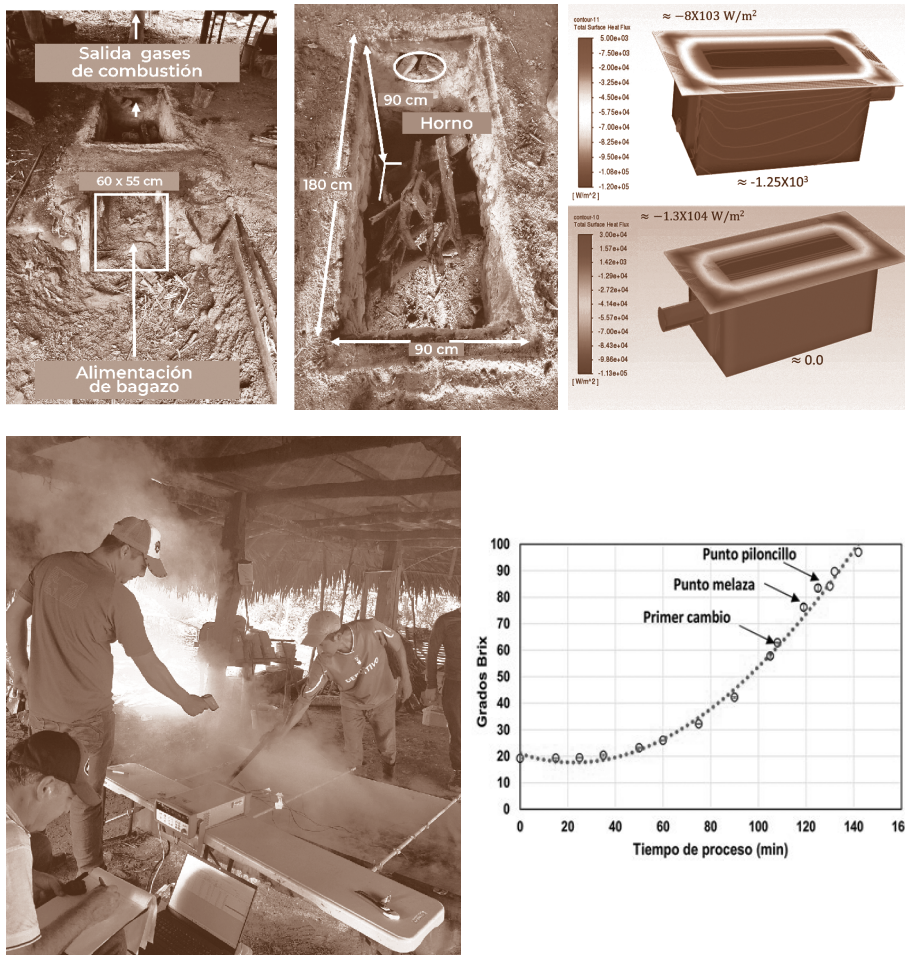 Salida gases
de combustión
60 x 55 cm
Alimentación
de bagazo
90 cm
Horno
180 cm
90 cm
contour-11
Total Surface Heat Flux
5.00e+03
-7.50e+03
-2.00e+04
-3.25e+04
-4.50e+04
-5.75e+04
-7.00e+04
-8.25e+04
-9.50e+04
-1.08e+05
-1.20e+05
[ W/m^2 ]
≈ −8X103 W/m²
≈ -1.25X10³
contour-10
Total Surface Heat Flux
3.00e+04
1.57e+04
1.42e+03
-1.29e+04
-2.72e+04
-4.14e+04
-5.57e+04
-7.00e+04
-8.43e+04
-9.86e+04
-1.13e+05
[ W/m^2 ]
≈ −1.3X104 W/m²
≈ 0.0
Grados Brix
100
90
80
70
60
50
40
30
20
10
0
Punto piloncillo
Punto melaza
Primer cambio
0
20
40
60
80
100
120
140
16
Tiempo de proceso (min)